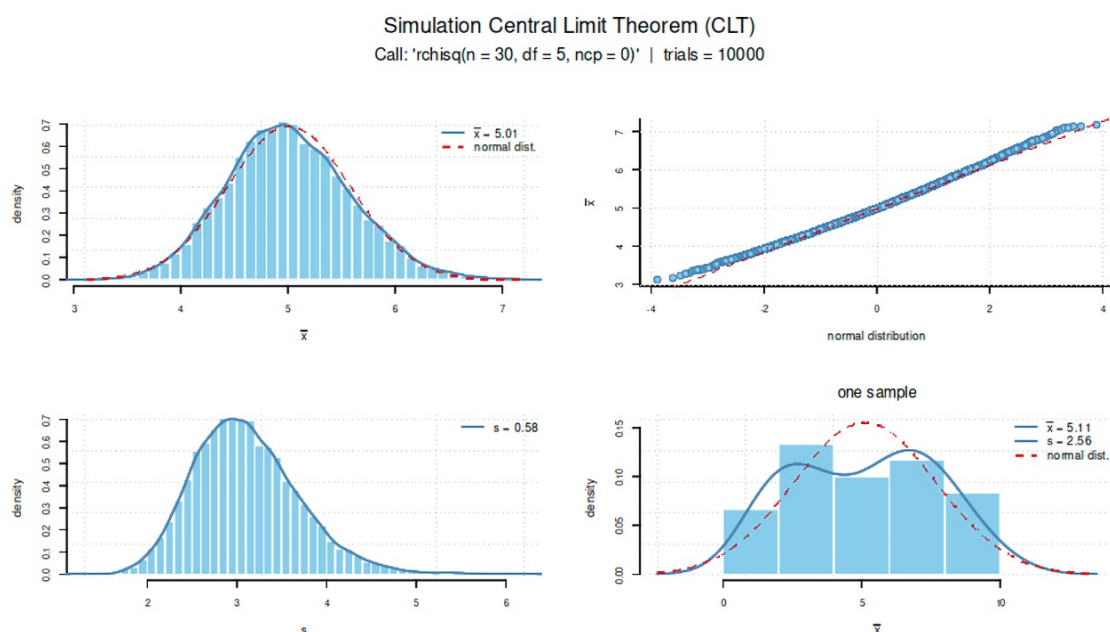 Simulation Central Limit Theorem (CLT)
Call: 'rchisq(n = 30, df = 5, ncp = 0)' | trials = 10000
density
0.0 0.1 0.2 0.3 0.4 0.5 0.6 0.7
x̅ = 5.01
normal dist.
3 4 5 6 7
x̅
x̅
3 4 5 6 7
-4 -2 0 2 4
normal distribution
density
0.0 0.1 0.2 0.3 0.4 0.5 0.6 0.7
s = 0.58
2 3 4 5 6
s
one sample
density
0.00 0.05 0.10 0.15
x̅ = 5.11
s = 2.56
normal dist.
0 5 10
x̅